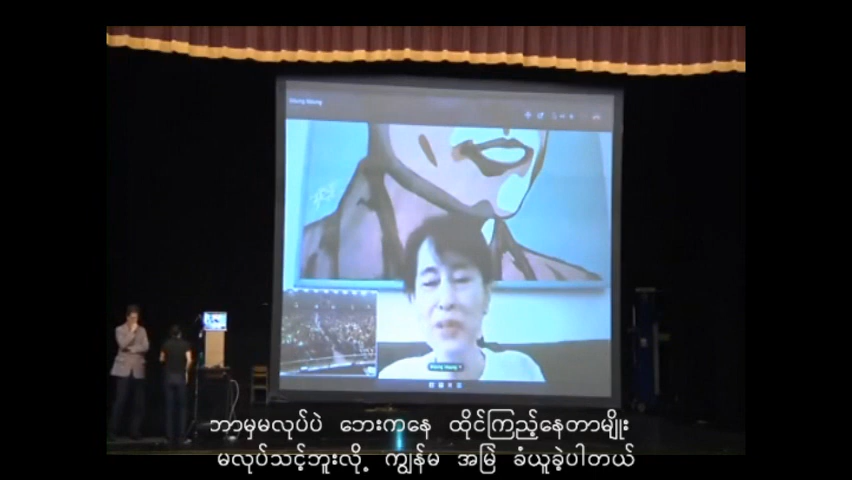 ဘာမှမလုပ်ပဲ ဘေးကနေ ထိုင်ကြည့်နေတာမျိုး
မလုပ်သင့်ဘူးလို့ ကျွန်မ အမြဲ ခံယူခဲ့ပါတယ်